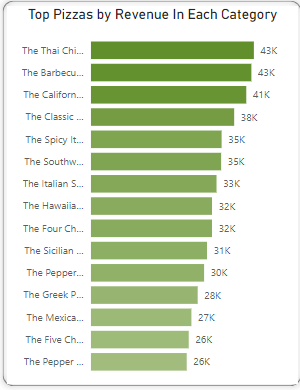 Top Pizzas by Revenue In Each Category
The Thai Chi... 43K
The Barbecu... 43K
The Californ... 41K
The Classic ... 38K
The Spicy It... 35K
The Southw... 35K
The Italian S... 33K
The Hawaiia... 32K
The Four Ch... 32K
The Sicilian ... 31K
The Pepper... 30K
The Greek P... 28K
The Mexica... 27K
The Five Ch... 26K
The Pepper ... 26K